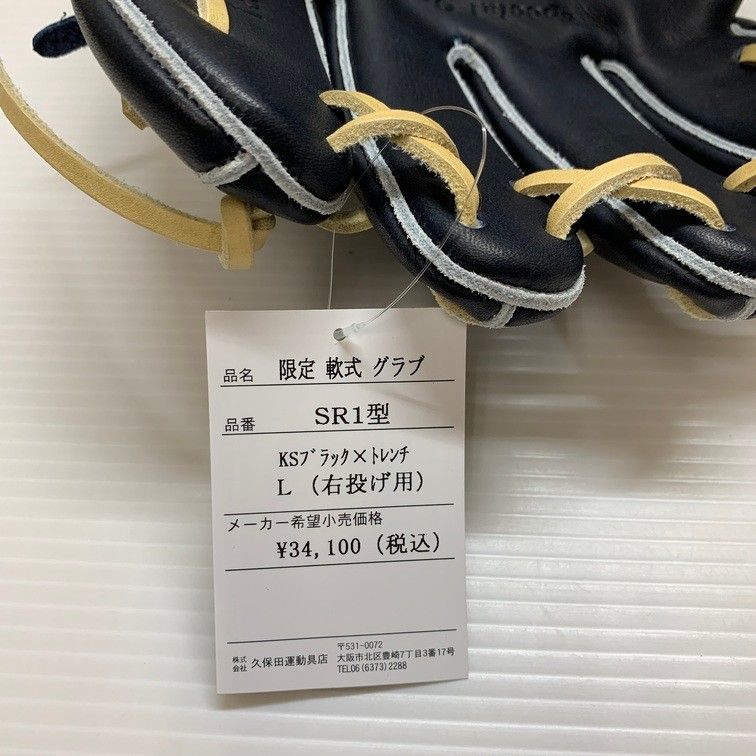 Special
品名 限定 軟式 グラブ
品番 SR1型
KSブラック×トレンチ
L (右投げ用)
メーカー希望小売価格
¥34,100 (税込)
株式会社 久保田運動具店
〒531-0072
大阪市北区豊崎7丁目3番17号
TEL06(6373)2288